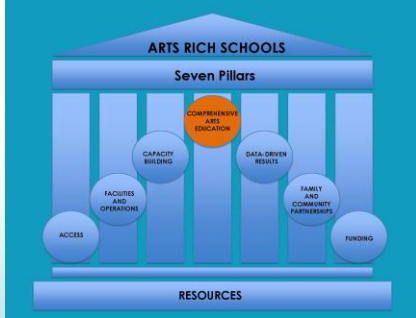 ARTS RICH SCHOOLS
Seven Pillars
COMPREHENSIVE
ARTS
EDUCATION
CAPACITY
BUILDING
DATA-DRIVEN
RESULTS
FACILITIES
AND
OPERATIONS
FAMILY
AND
COMMUNITY
PARTNERSHIPS
ACCESS
FUNDING
RESOURCES